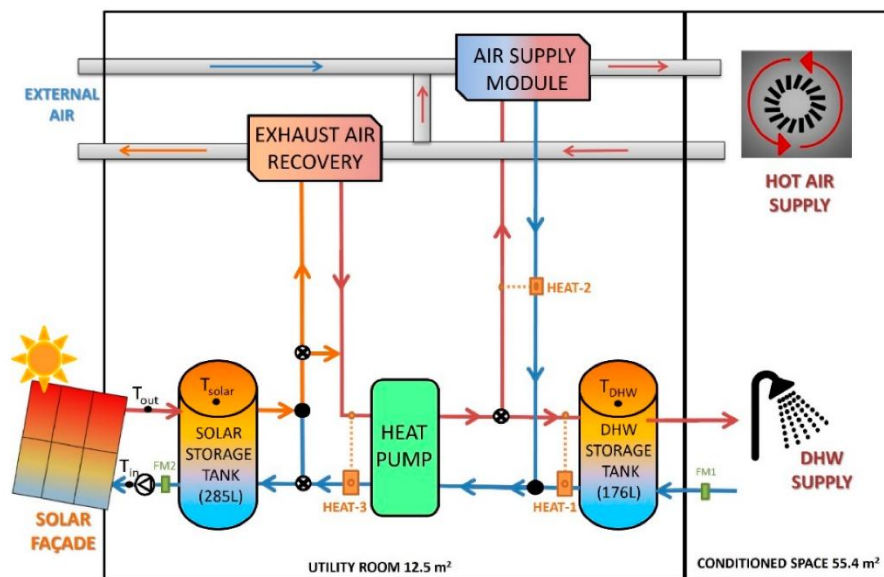 AIR SUPPLY
MODULE
EXTERNAL
AIR
EXHAUST AIR
RECOVERY
HOT AIR
SUPPLY
HEAT-2
Tout
Tsolar
TDHW
SOLAR
STORAGE
TANK
(285L)
HEAT
PUMP
DHW
STORAGE
TANK
(176L)
Tin
FM2
FM1
HEAT-3
HEAT-1
DHW
SUPPLY
SOLAR
FAÇADE
UTILITY ROOM 12.5 m²
CONDITIONED SPACE 55.4 m²